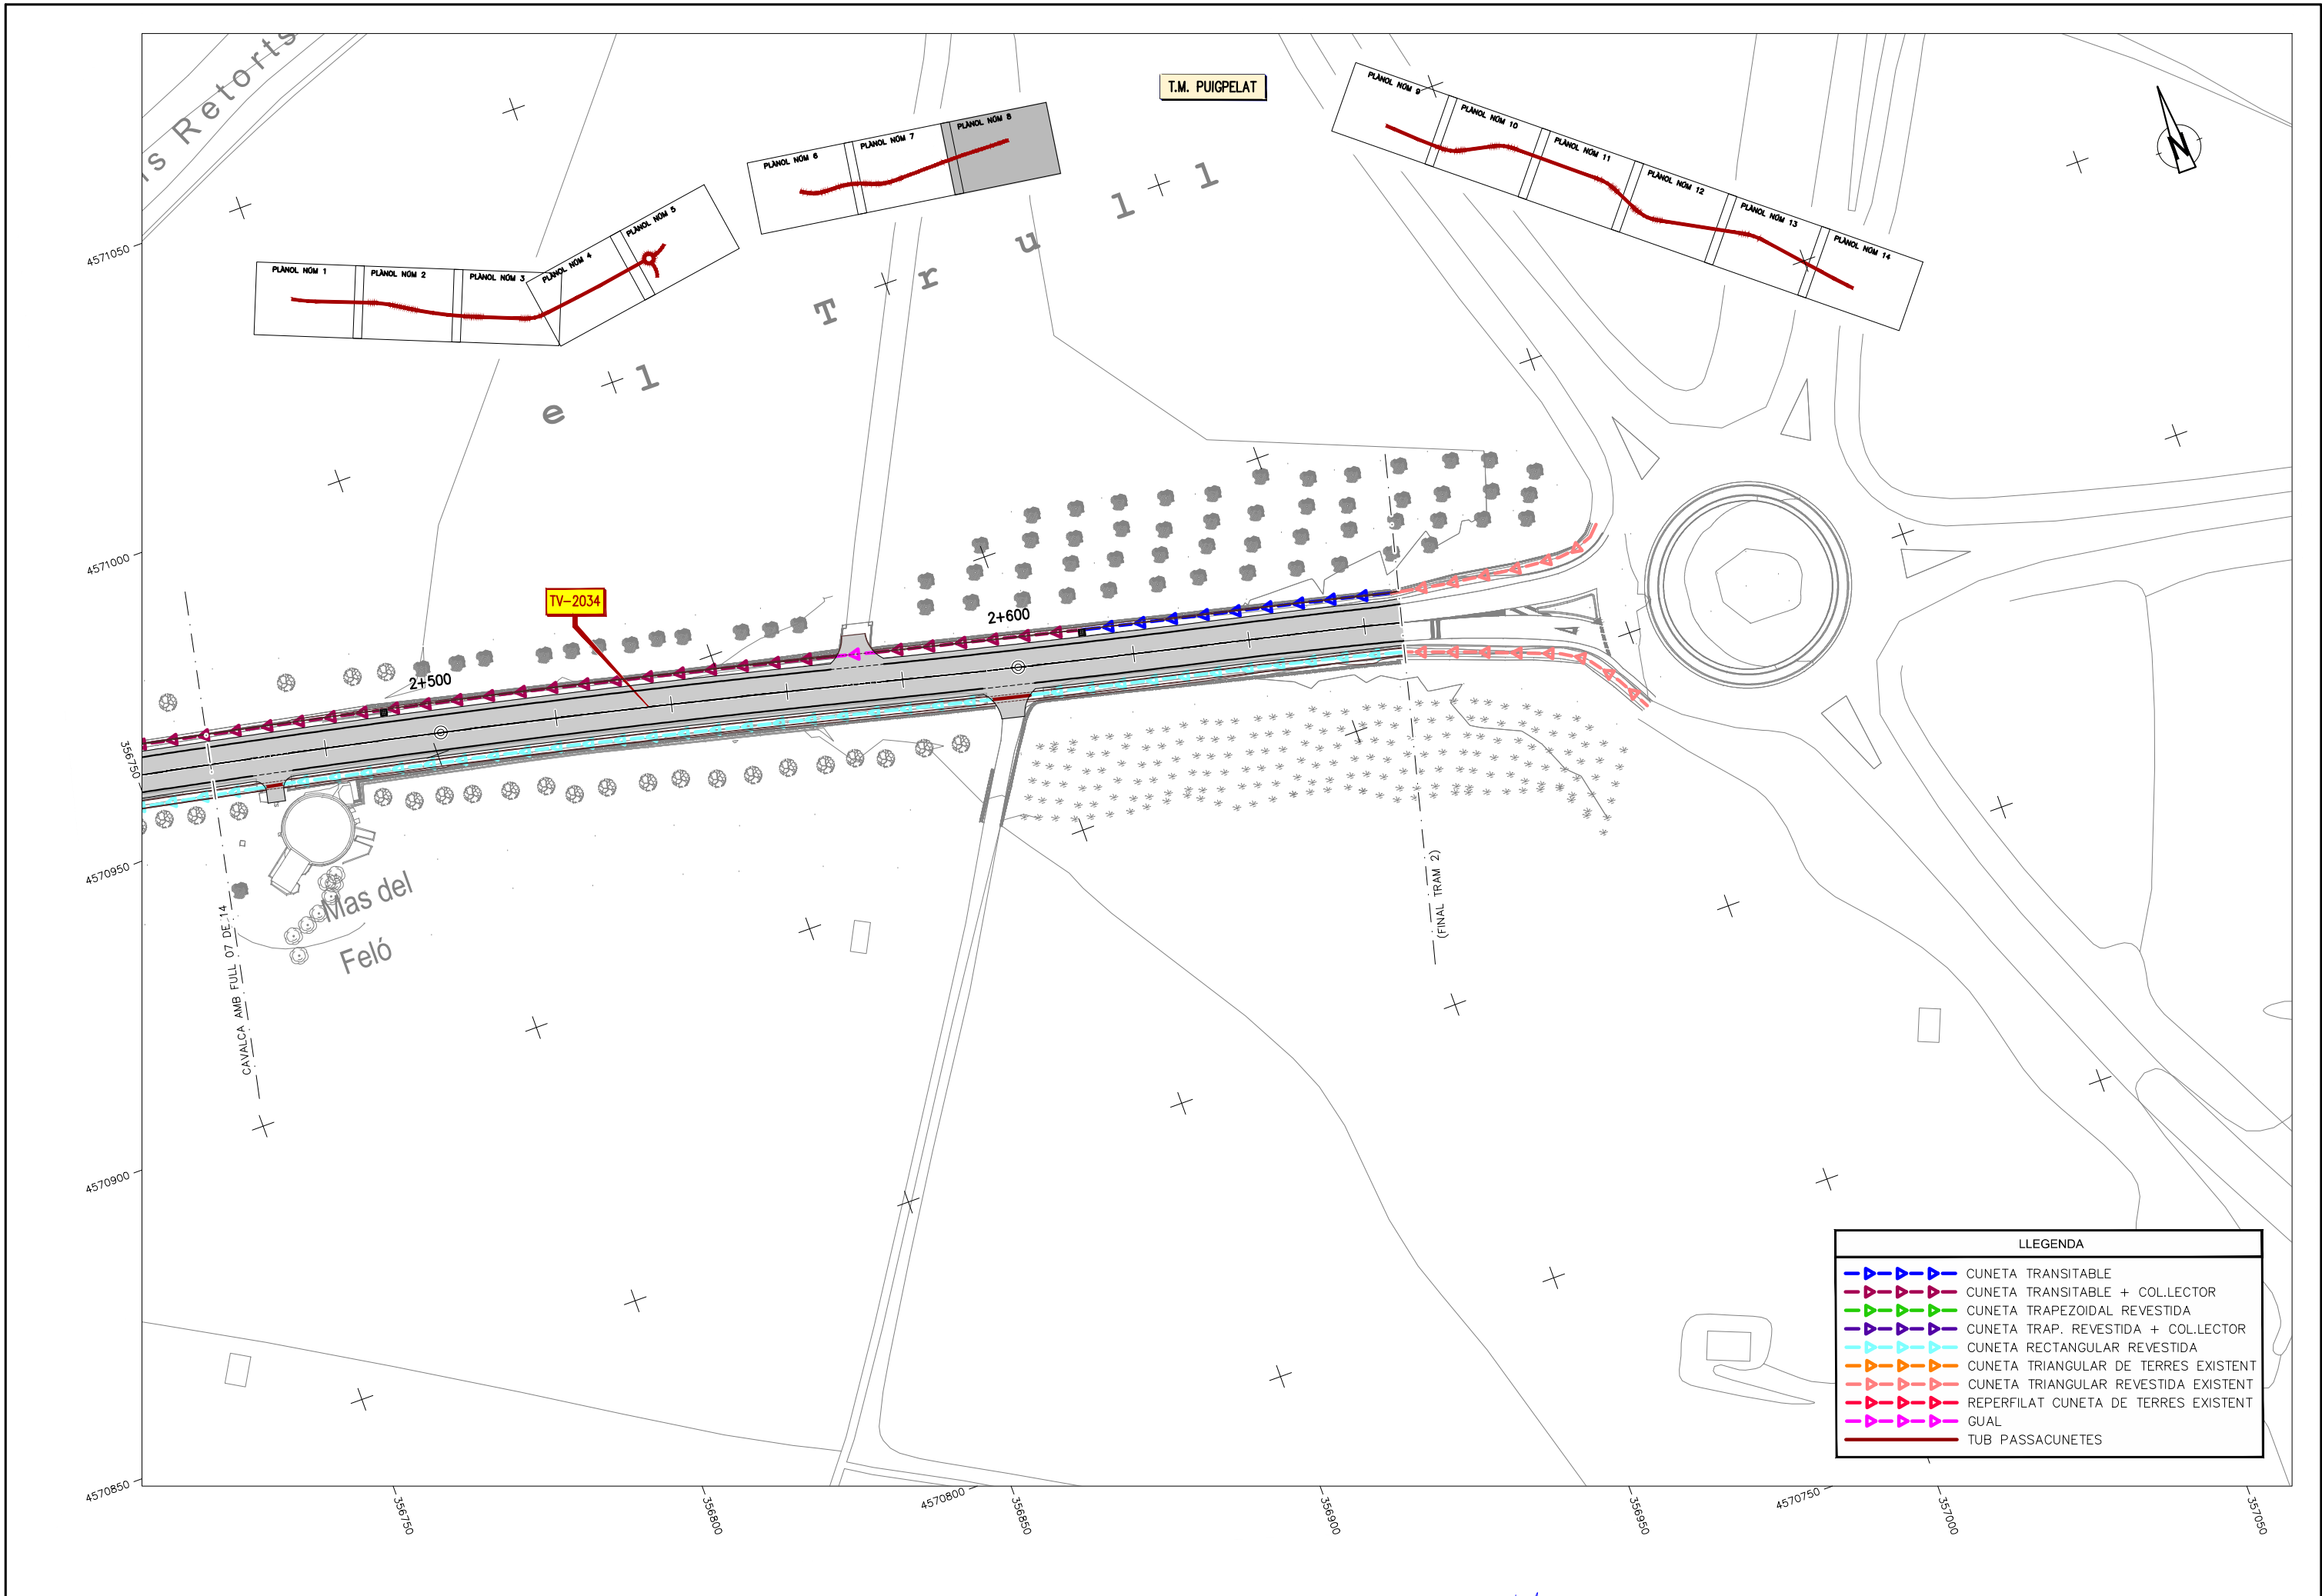 T.M. PUIGPELAT
s Retorts
PLÀNOL NÚM 1
PLÀNOL NÚM 2
PLÀNOL NÚM 3
PLÀNOL NÚM 4
PLÀNOL NÚM 5
PLÀNOL NÚM 6
PLÀNOL NÚM 7
PLÀNOL NÚM 8
PLÀNOL NÚM 9
PLÀNOL NÚM 10
PLÀNOL NÚM 11
PLÀNOL NÚM 12
PLÀNOL NÚM 13
PLÀNOL NÚM 14
N
e l T r u l l
4571050
4571000
TV-2034
2+600
2+500
356750
4570950
Mas del
Feló
CAVALCA AMB FULL 07 DE 14
(FINAL TRAM 2)
4570900
4570850
LLEGENDA
CUNETA TRANSITABLE
CUNETA TRANSITABLE + COL.LECTOR
CUNETA TRAPEZOIDAL REVESTIDA
CUNETA TRAP. REVESTIDA + COL.LECTOR
CUNETA RECTANGULAR REVESTIDA
CUNETA TRIANGULAR DE TERRES EXISTENT
CUNETA TRIANGULAR REVESTIDA EXISTENT
REPERFILAT CUNETA DE TERRES EXISTENT
GUAL
TUB PASSACUNETES
356750
356800
4570800
356850
356900
356950
4570750
357000
357050